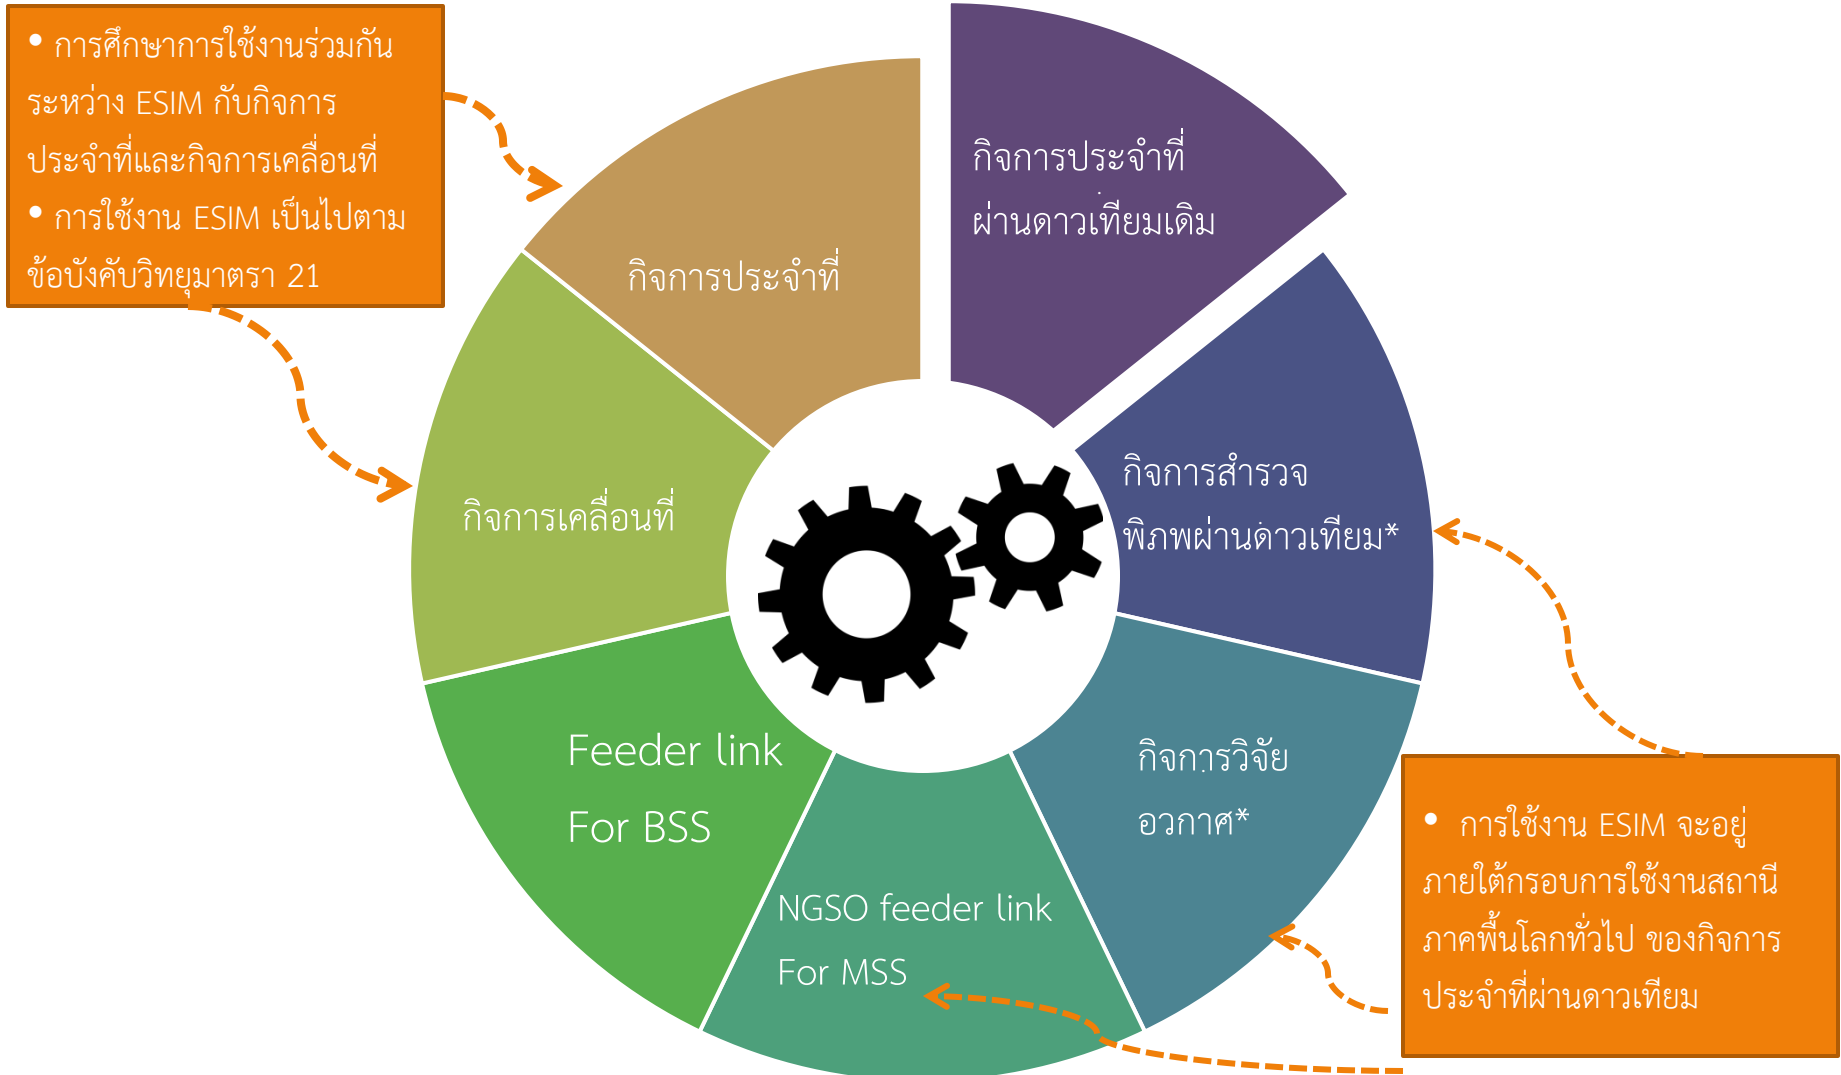 • การศึกษาการใช้งานร่วมกัน
ระหว่าง ESIM กับกิจการ
ประจำที่และกิจการเคลื่อนที่
• การใช้งาน ESIM เป็นไปตาม
ข้อบังคับวิทยุมาตรา 21
กิจการประจำที่
ผ่านดาวเทียมเดิม
กิจการประจำที่
กิจการสำรวจ
พิภพผ่านดาวเทียม*
กิจการเคลื่อนที่
กิจการวิจัย
อวกาศ*
Feeder link
For BSS
NGSO feeder link
For MSS
• การใช้งาน ESIM จะอยู่
ภายใต้กรอบการใช้งานสถานี
ภาคพื้นโลกทั่วไป ของกิจการ
ประจำที่ผ่านดาวเทียม